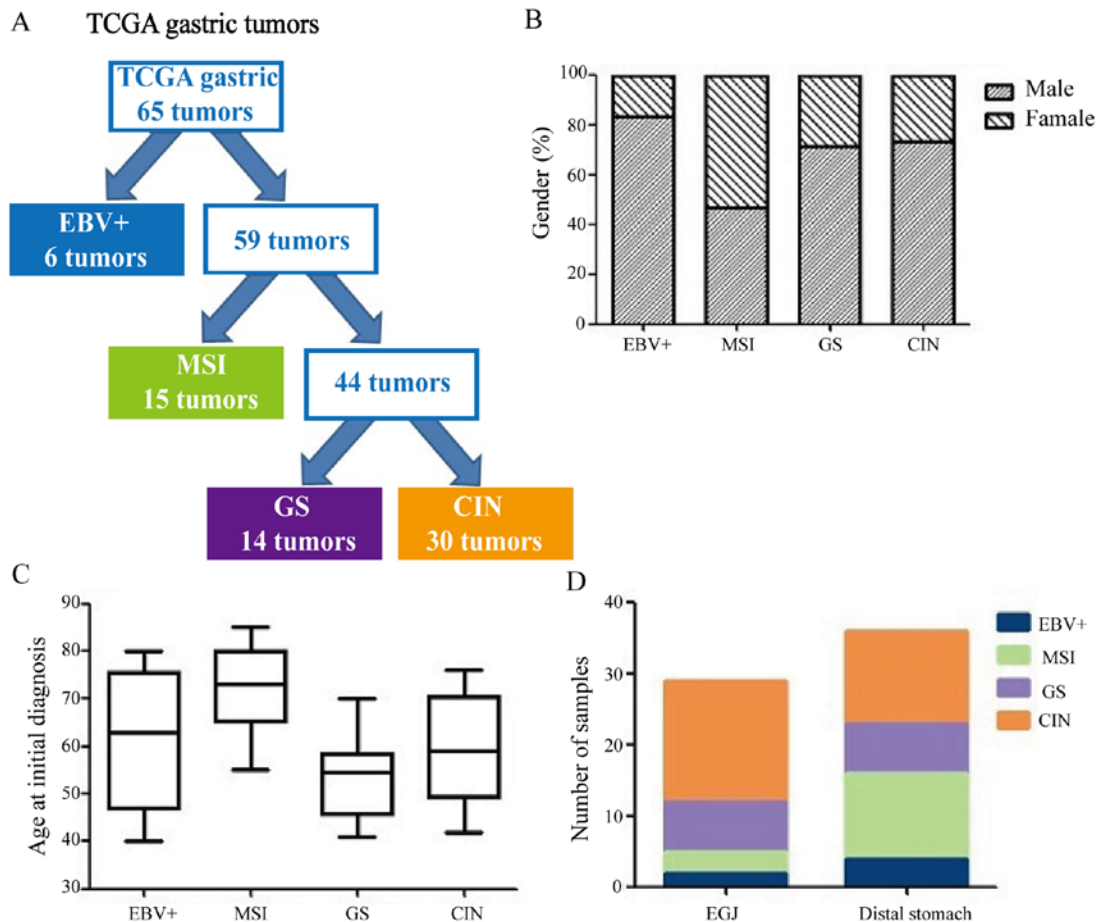 A
TCGA gastric tumors
TCGA gastric
65 tumors
EBV+
6 tumors
59 tumors
MSI
15 tumors
44 tumors
GS
14 tumors
CIN
30 tumors
B
Gender (%)
100
80
60
40
20
0
EBV+ MSI GS CIN
Male
Famale
C
Age at initial diagnosis
90
80
70
60
50
40
30
EBV+ MSI GS CIN
D
Number of samples
40
30
20
10
0
EGJ Distal stomach
EBV+
MSI
GS
CIN